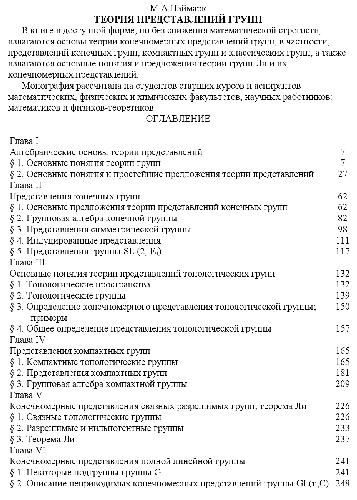 М.А.Наймарк
ТЕОРИЯ ПРЕДСТАВЛЕНИЙ ГРУПП
В книге в доступной форме, но без снижения математической строгости,
излагаются основы теории конечномерных представлений групп, в частности,
представлений конечных групп, компактных групп и классических групп, а также
излагаются основные понятия и предложения теории групп Ли и их
конечномерных представлений.
Монография рассчитана на студентов старших курсов и аспирантов
математических, физических и химических факультетов, научных работников:
математиков и физиков-теоретиков.
ОГЛАВЛЕНИЕ
Глава I
Алгебраические основы теории представлений 7
§ 1. Основные понятия теории групп 7
§ 2. Основные понятия и простейшие предложения теории представлений 27
Глава II
Представления конечных групп 62
§ 1. Основные предложения теории представлений конечных групп 62
§ 2. Групповая алгебра конечной группы 82
§ 3. Представления симметрической группы 98
§ 4. Индуцированные представления 111
§ 5. Представления группы SL (2, F_q) 117
Глава III
Основные понятия теории представлений топологических групп 132
§ 1. Топологические пространства 132
§ 2. Топологические группы 139
§ 3. Определение конечномерного представления топологической группы; 150
примеры
§ 4. Общее определение представления топологической группы 157
Глава IV
Представления компактных групп 165
§ 1. Компактные топологические группы 165
§ 2. Представления компактных групп 181
§ 3. Групповая алгебра компактной группы 209
Глава V
Конечномерные представления связных разрешимых групп; теорема Ли 226
§ 1. Связные топологические группы 226
§ 2. Разрешимые и нильпотентные группы 233
§ 3. Теорема Ли 237
Глава VI
Конечномерные представления полной линейной группы 241
§ 1. Некоторые подгруппы группы G 241
§ 2. Описание неприводимых конечномерных представлений группы GL (n,C) 249